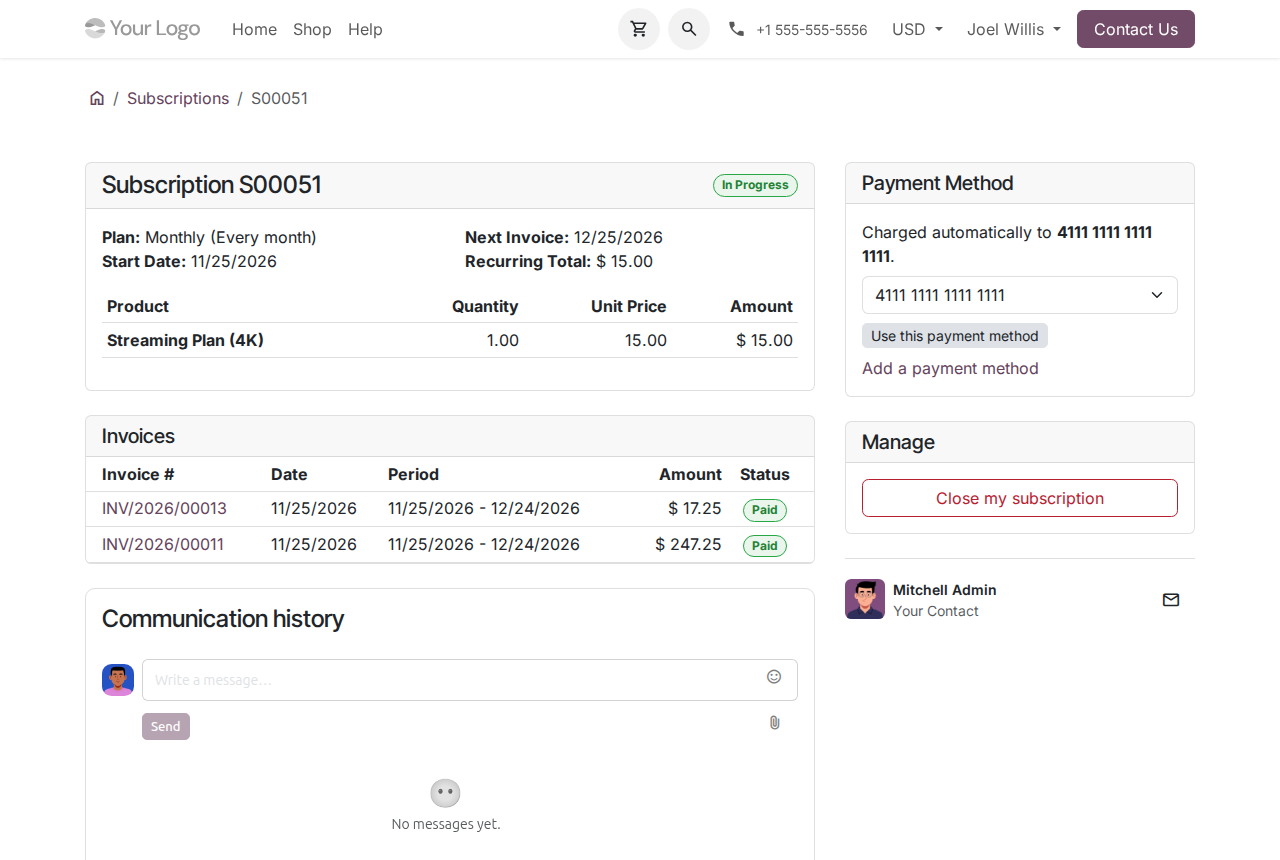 Your Logo Home Shop Help +1 555-555-5556 USD Joel Willis Contact Us
/ Subscriptions / S00051
Subscription S00051 In Progress
Plan: Monthly (Every month) Next Invoice: 12/25/2026
Start Date: 11/25/2026 Recurring Total: $ 15.00
Product Quantity Unit Price Amount
Streaming Plan (4K) 1.00 15.00 $ 15.00
Invoices
Invoice # Date Period Amount Status
INV/2026/00013 11/25/2026 11/25/2026 - 12/24/2026 $ 17.25 Paid
INV/2026/00011 11/25/2026 11/25/2026 - 12/24/2026 $ 247.25 Paid
Communication history
Write a message...
Send
No messages yet.
Payment Method
Charged automatically to 4111 1111 1111
1111.
4111 1111 1111 1111
Use this payment method
Add a payment method
Manage
Close my subscription
Mitchell Admin
Your Contact